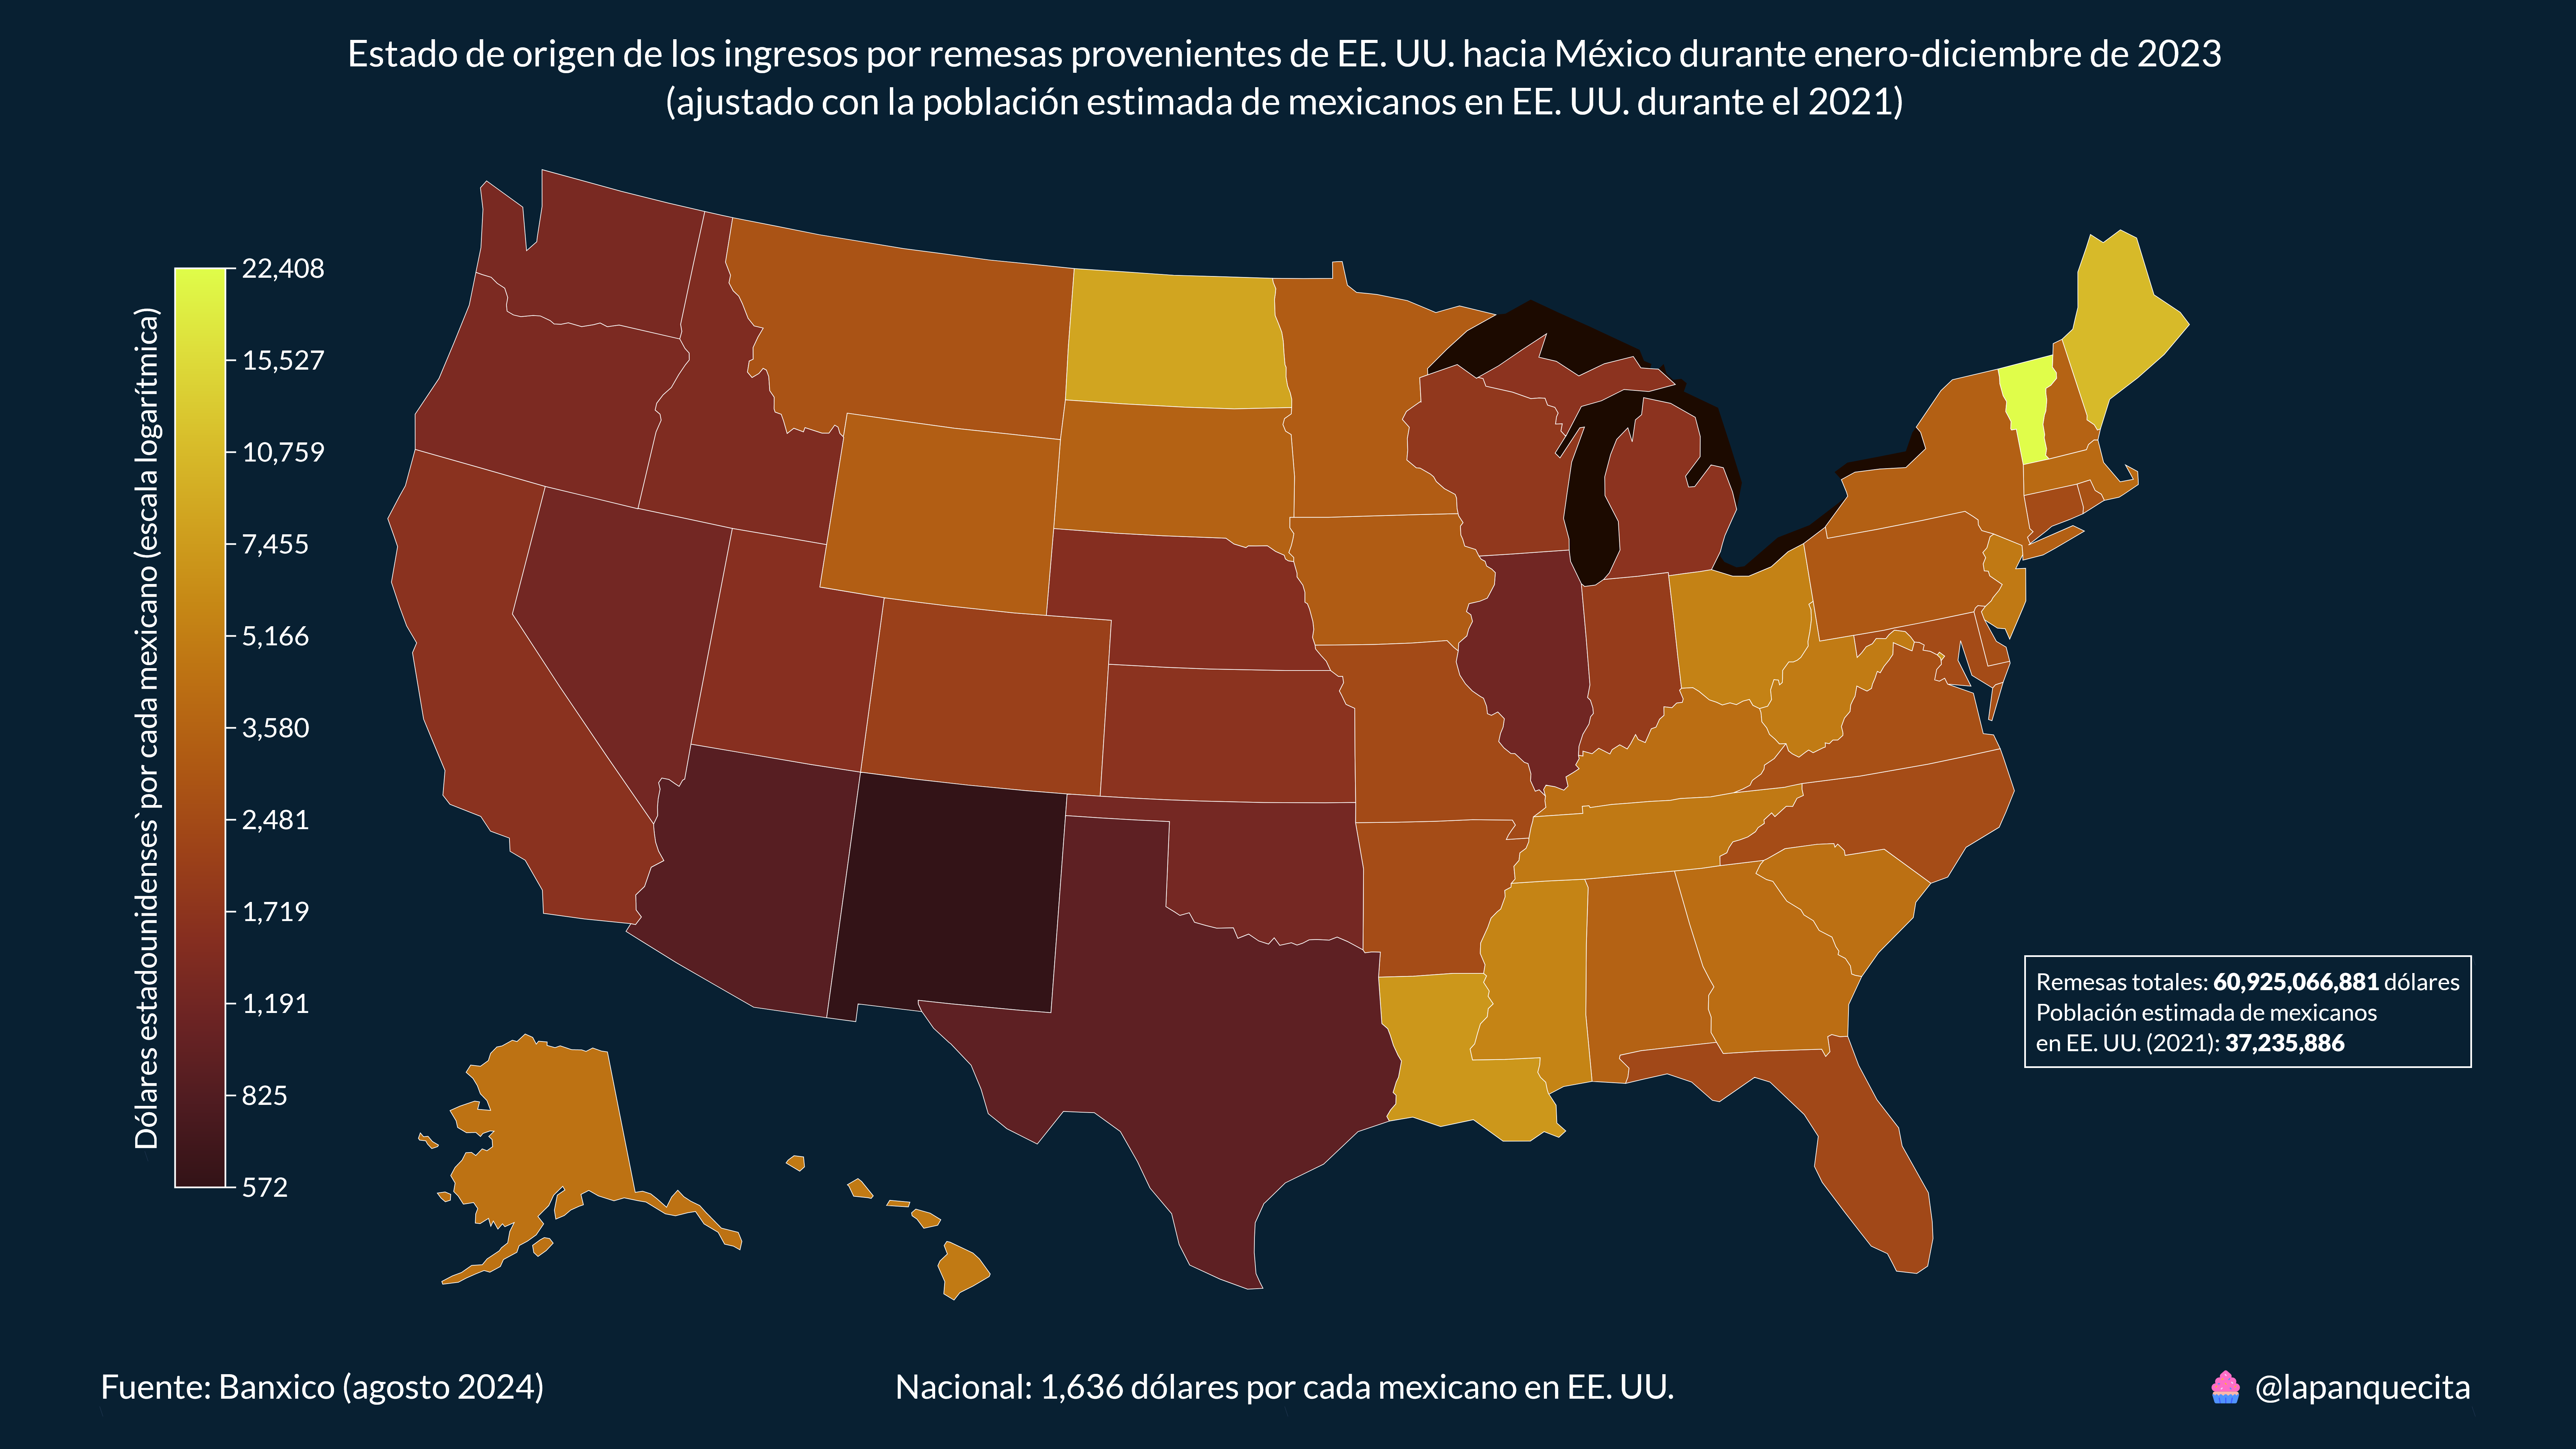 Estado de origen de los ingresos por remesas provenientes de EE. UU. hacia México durante enero-diciembre de 2023
(ajustado con la población estimada de mexicanos en EE. UU. durante el 2021)
Dólares estadounidenses` por cada mexicano (escala logarítmica)
22,408
15,527
10,759
7,455
5,166
3,580
2,481
1,719
1,191
825
572
Remesas totales: 60,925,066,881 dólares
Población estimada de mexicanos
en EE. UU. (2021): 37,235,886
Fuente: Banxico (agosto 2024)
Nacional: 1,636 dólares por cada mexicano en EE. UU.
@lapanquecita